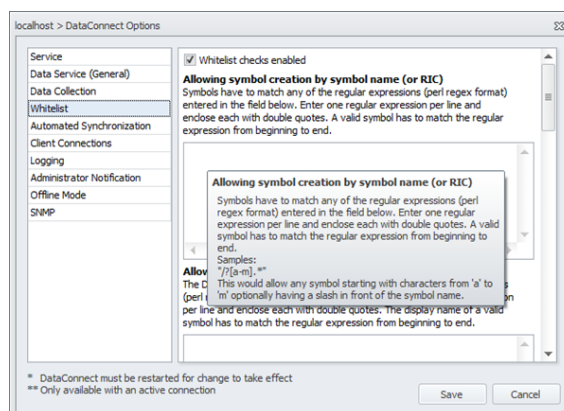 localhost > DataConnect Options
Service
Data Service (General)
Data Collection
Whitelist
Automated Synchronization
Client Connections
Logging
Administrator Notification
Offline Mode
SNMP
Whitelist checks enabled
Allowing symbol creation by symbol name (or RIC)
Symbols have to match any of the regular expressions (perl regex format)
entered in the field below. Enter one regular expression per line and
enclose each with double quotes. A valid symbol has to match the regular
expression from beginning to end.
Allowing symbol creation by symbol name (or RIC)
Symbols have to match any of the regular expressions (perl
regex format) entered in the field below. Enter one regular
expression per line and enclose each with double quotes. A valid
symbol has to match the regular expression from beginning to
end.
Samples:
"/?[a-m].*"
This would allow any symbol starting with characters from 'a' to
'm' optionally having a slash in front of the symbol name.
Allow
The D
(perl
per line and enclose each with double quotes. The display name of a valid
symbol has to match the regular expression from beginning to end.
* DataConnect must be restarted for change to take effect
** Only available with an active connection
Save
Cancel